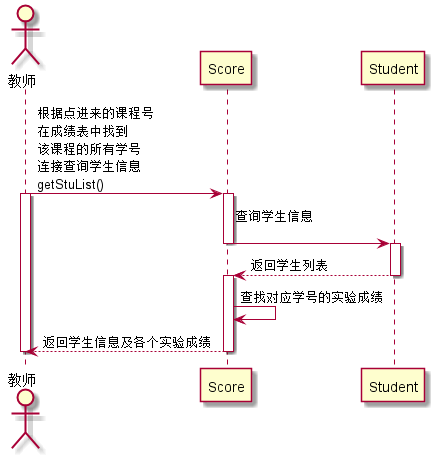 教师
Score
Student
根据点进来的课程号
在成绩表中找到
该课程的所有学号
连接查询学生信息
getStuList()
查询学生信息
返回学生列表
查找对应学号的实验成绩
返回学生信息及各个实验成绩
教师
Score
Student